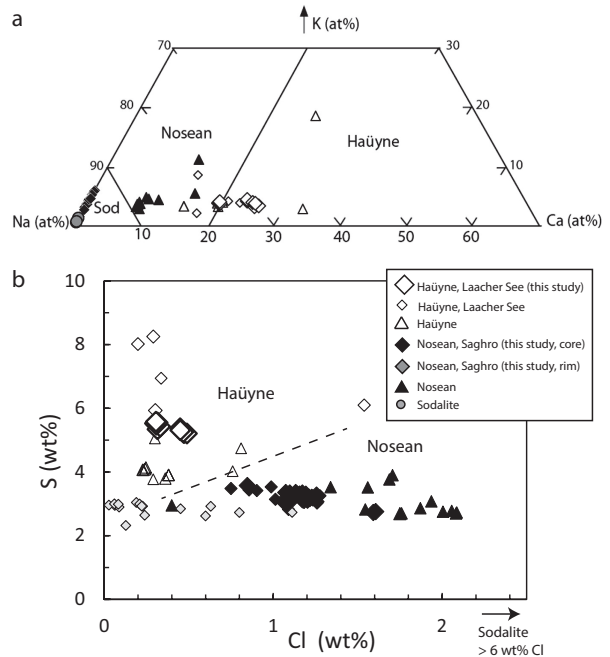 a
K (at%)
70
30
80
20
Nosean
Haüyne
90
10
Sod
Na (at%)
Ca (at%)
10
20
30
40
50
60
b
10
8
6
4
2
0
S (wt%)
Haüyne, Laacher See (this study)
Haüyne, Laacher See
Haüyne
Nosean, Saghro (this study, core)
Nosean, Saghro (this study, rim)
Nosean
Sodalite
Haüyne
Nosean
0
1
2
Cl (wt%)
Sodalite
> 6 wt% Cl